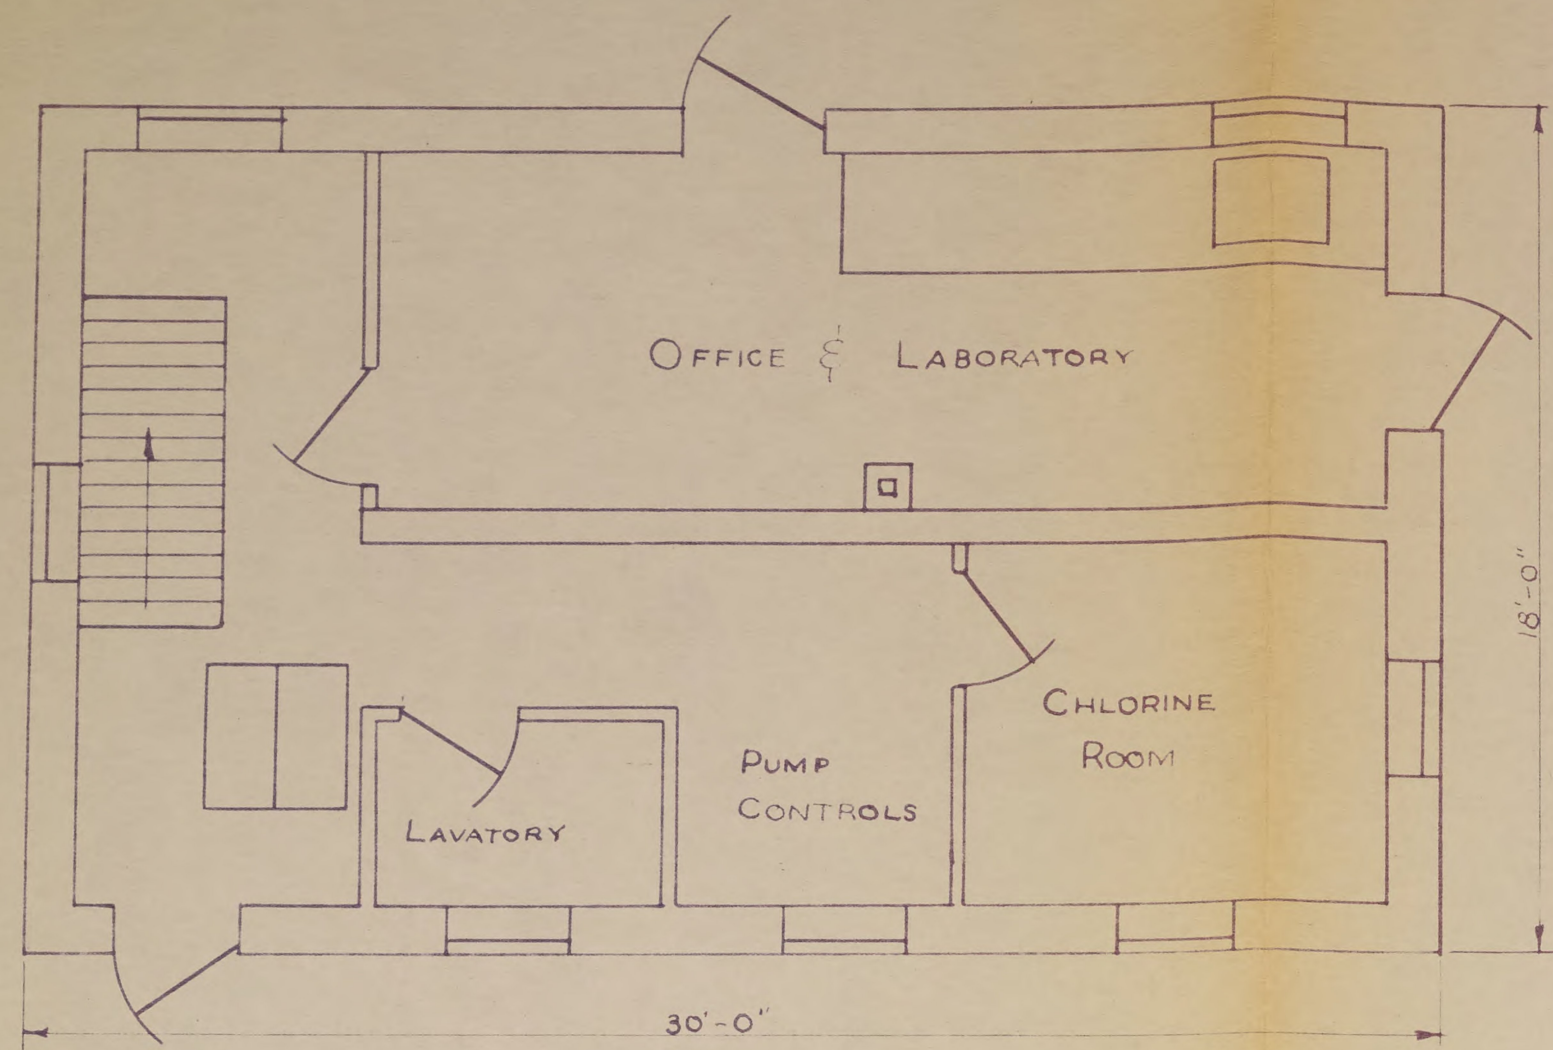 OFFICE & LABORATORY
CHLORINE
ROOM
PUMP
CONTROLS
LAVATORY
18'-0"
30'-0"